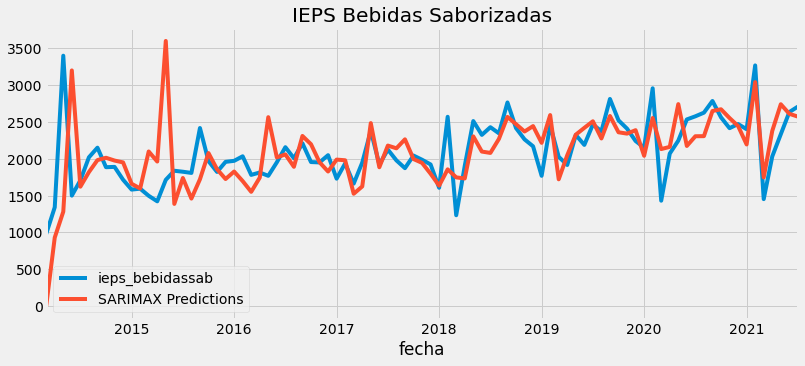 IEPS Bebidas Saborizadas
3500
3000
2500
2000
1500
1000
500
0
ieps_bebidassab
SARIMAX Predictions
2015 2016 2017 2018 2019 2020 2021
fecha